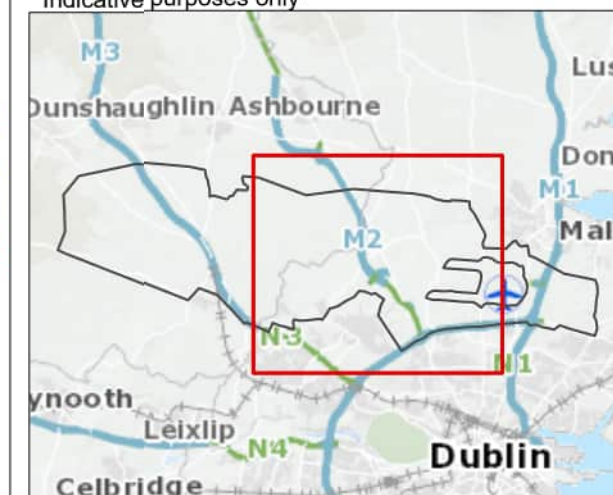 Indicative purposes only
M3
Lus
Dunshaughlin Ashbourne
Don
M1
Mal
M2
N3
N1
ynooth
Leixlip
N4
Dublin
Celbridge